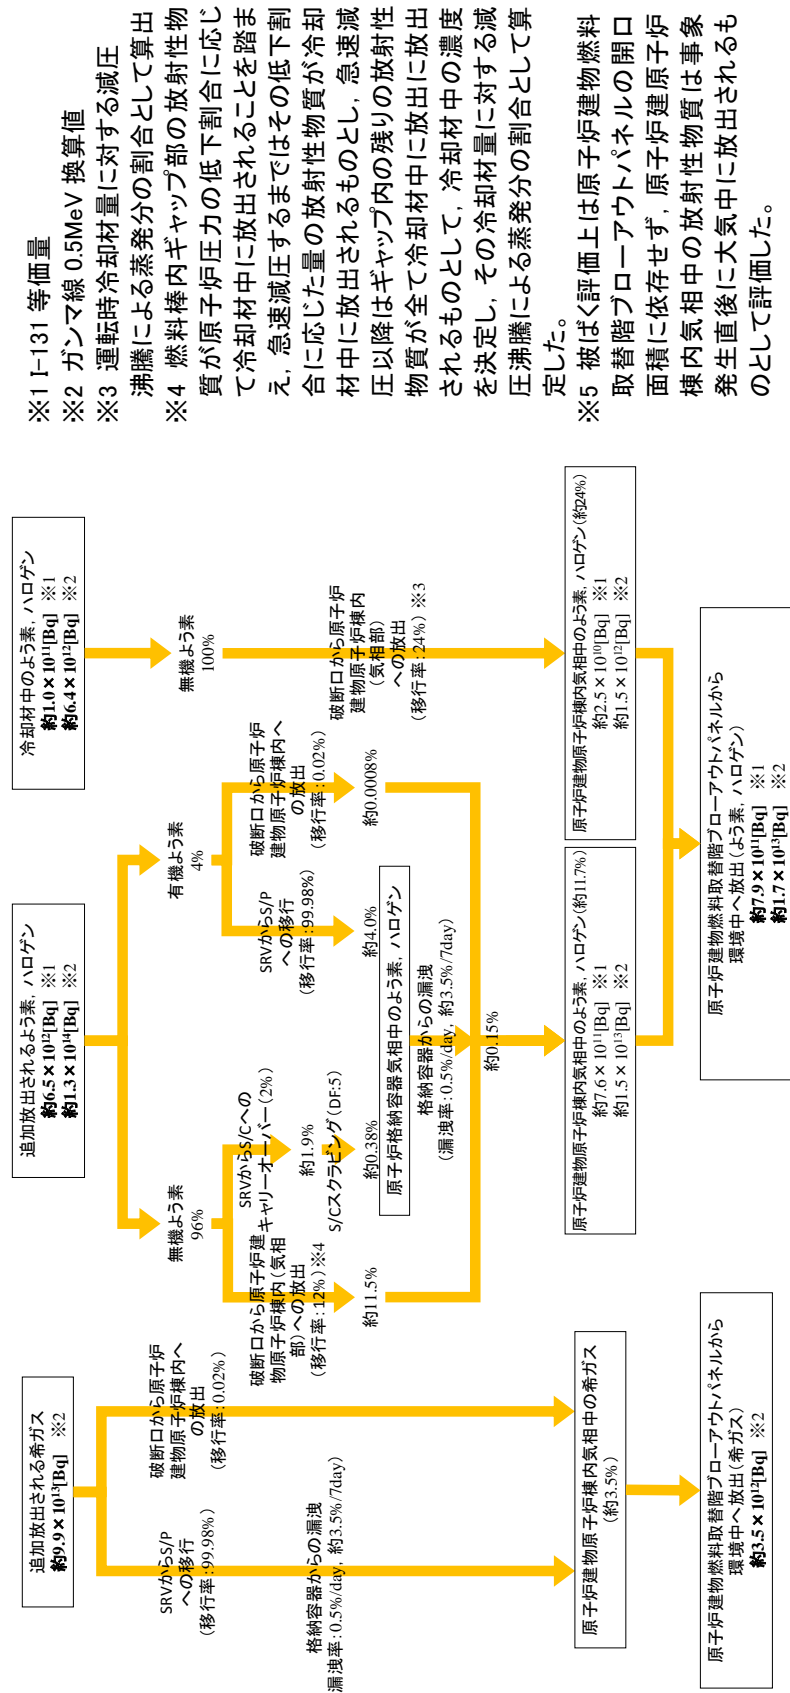 追加放出される希ガス
約9.9×10¹³[Bq] ※2
SRVからS/P
への移行
(移行率:99.98%)
破断口から原子炉
建物原子炉棟内へ
の放出
(移行率:0.02%)
格納容器からの漏洩
漏洩率:0.5%/day, 約3.5%/7day)
原子炉建物原子炉棟内気相中の希ガス
(約3.5%)
原子炉建物燃料取替階ブローアウトパネルから
環境中へ放出(希ガス)
約3.5×10¹²[Bq] ※2
追加放出されるよう素, ハロゲン
約6.5×10¹²[Bq] ※1
約1.3×10¹⁴[Bq] ※2
無機よう素
96%
有機よう素
4%
破断口から原子炉建
物原子炉棟内(気相
部)への放出
(移行率:12%)※4
SRVからS/Cへの
キャリーオーバー(2%)
SRVからS/P
への移行
(移行率:99.98%)
破断口から原子炉
建物原子炉棟内へ
の放出
(移行率:0.02%)
約11.5%
約1.9%
S/Cスクラビング(DF:5)
約0.38%
約4.0%
約0.0008%
原子炉格納容器気相中のよう素, ハロゲン
格納容器からの漏洩
(漏洩率:0.5%/day, 約3.5%/7day)
約0.15%
原子炉建物原子炉棟内気相中のよう素, ハロゲン(約11.7%)
約7.6×10¹¹[Bq] ※1
約1.5×10¹³[Bq] ※2
冷却材中のよう素, ハロゲン
約1.0×10¹¹[Bq] ※1
約6.4×10¹²[Bq] ※2
無機よう素
100%
破断口から原子炉
建物原子炉棟内
(気相部)
への放出
(移行率:24%)※3
原子炉建物原子炉棟内気相中のよう素, ハロゲン(約24%)
約2.5×10¹⁰[Bq] ※1
約1.5×10¹²[Bq] ※2
原子炉建物燃料取替階ブローアウトパネルから
環境中へ放出(よう素, ハロゲン)
約7.9×10¹¹[Bq] ※1
約1.7×10¹³[Bq] ※2
※1 I-131 等価量
※2 ガンマ線 0.5MeV 換算値
※3 運転時冷却材量に対する減圧
沸騰による蒸発分の割合として算出
※4 燃料棒内ギャップ部の放射性物
質が原子炉圧力の低下割合に応じ
て冷却材中に放出されることを踏ま
え, 急速減圧するまではその低下割
合に応じた量の放射性物質が冷却
材中に放出されるものとし, 急速減
圧以降はギャップ内の残りの放射性
物質が全て冷却材中に放出に放出
されるものとして, 冷却材中の濃度
を決定し, その冷却材量に対する減
圧沸騰による蒸発分の割合として算
定した。
※5 被ばく評価上は原子炉建物燃料
取替階ブローアウトパネルの開口
面積に依存せず, 原子炉建原子炉
棟内気相中の放射性物質は事象
発生直後に大気中に放出されるも
のとして評価した。